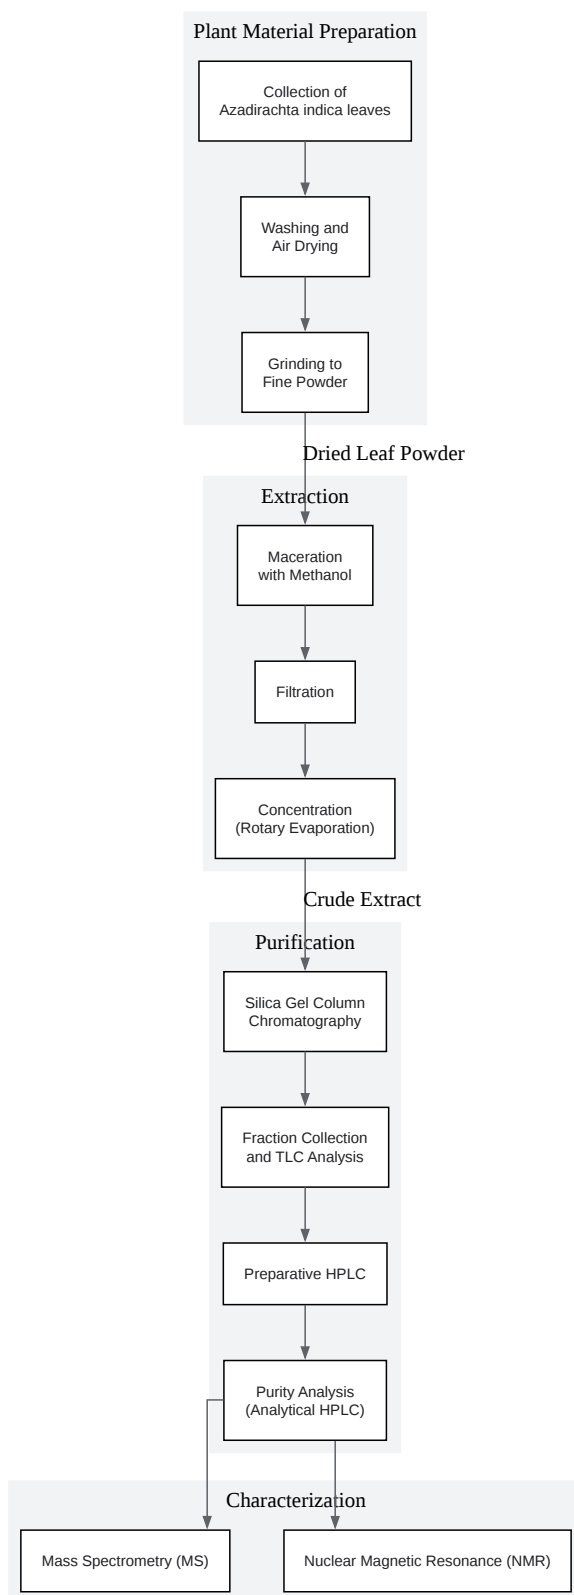 Plant Material Preparation
Collection of
Azadirachta indica leaves
Washing and
Air Drying
Grinding to
Fine Powder
Dried Leaf Powder
Extraction
Maceration
with Methanol
Filtration
Concentration
(Rotary Evaporation)
Crude Extract
Purification
Silica Gel Column
Chromatography
Fraction Collection
and TLC Analysis
Preparative HPLC
Purity Analysis
(Analytical HPLC)
Characterization
Mass Spectrometry (MS)
Nuclear Magnetic Resonance (NMR)